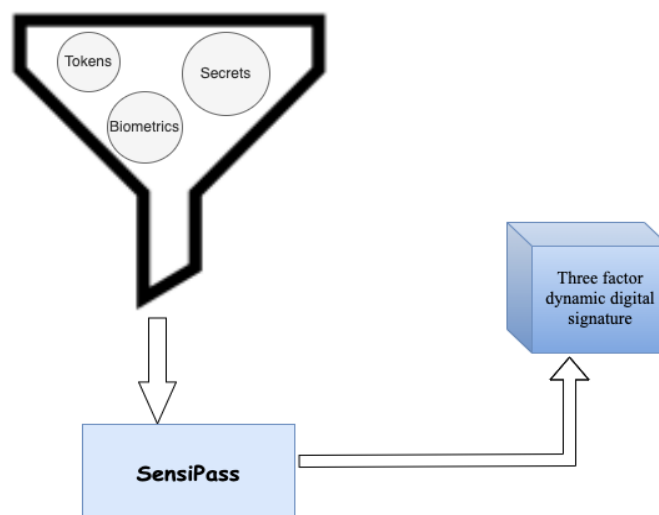 Tokens
Secrets
Biometrics
Three factor
dynamic digital
signature
SensiPass